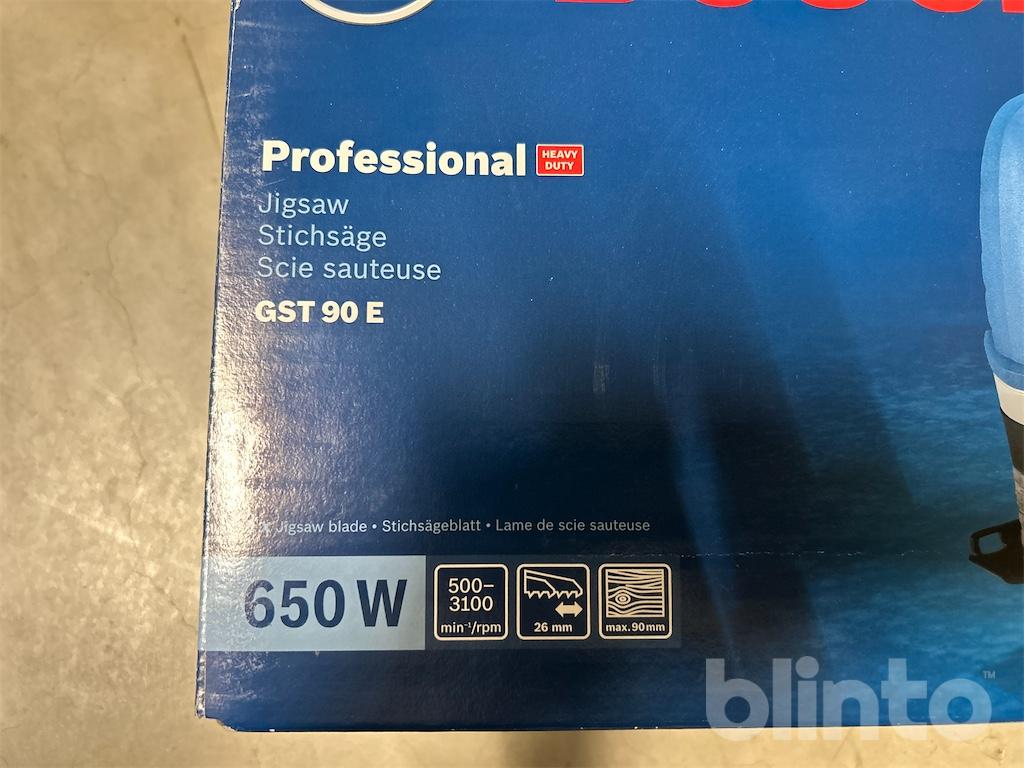 Professional HEAVY DUTY
Jigsaw
Stichsäge
Scie sauteuse
GST 90 E
Jigsaw blade • Stichsägeblatt • Lame de scie sauteuse
650 W
500–
3100
min⁻¹/rpm
26 mm
max. 90 mm
blinto™